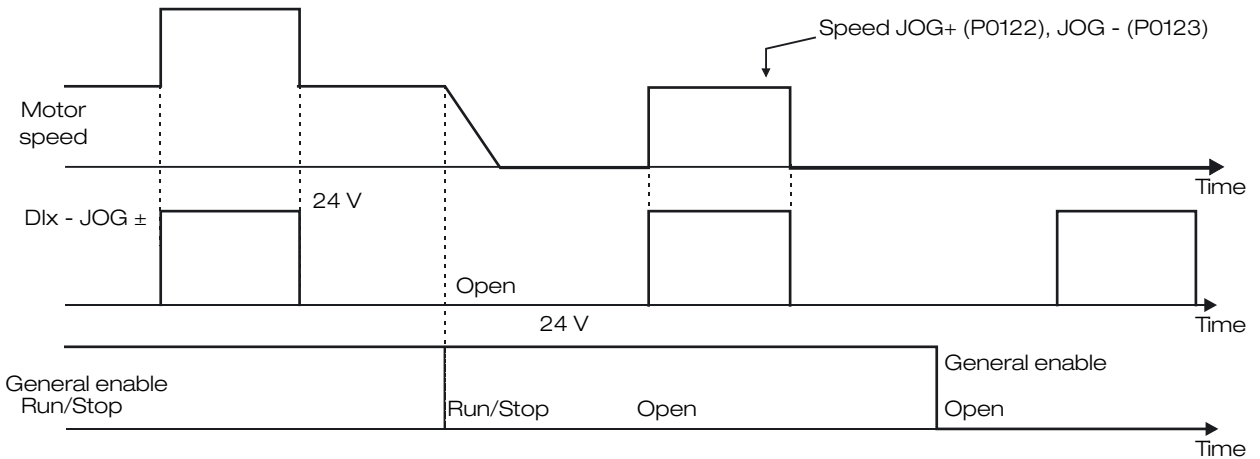 Speed JOG+ (P0122), JOG - (P0123)
Motor
speed
Time
24 V
DIx - JOG ±
Open
Time
24 V
General enable
General enable
Run/Stop
Run/Stop
Open
Open
Time